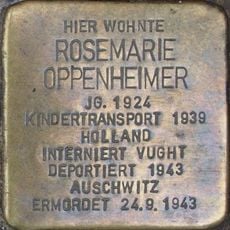 HIER WOHNTE
ROSEMARIE
OPPENHEIMER
JG. 1924
KINDERTRANSPORT 1939
HOLLAND
INTERNIERT VUGHT
DEPORTIERT 1943
AUSCHWITZ
ERMORDET 24.9.1943